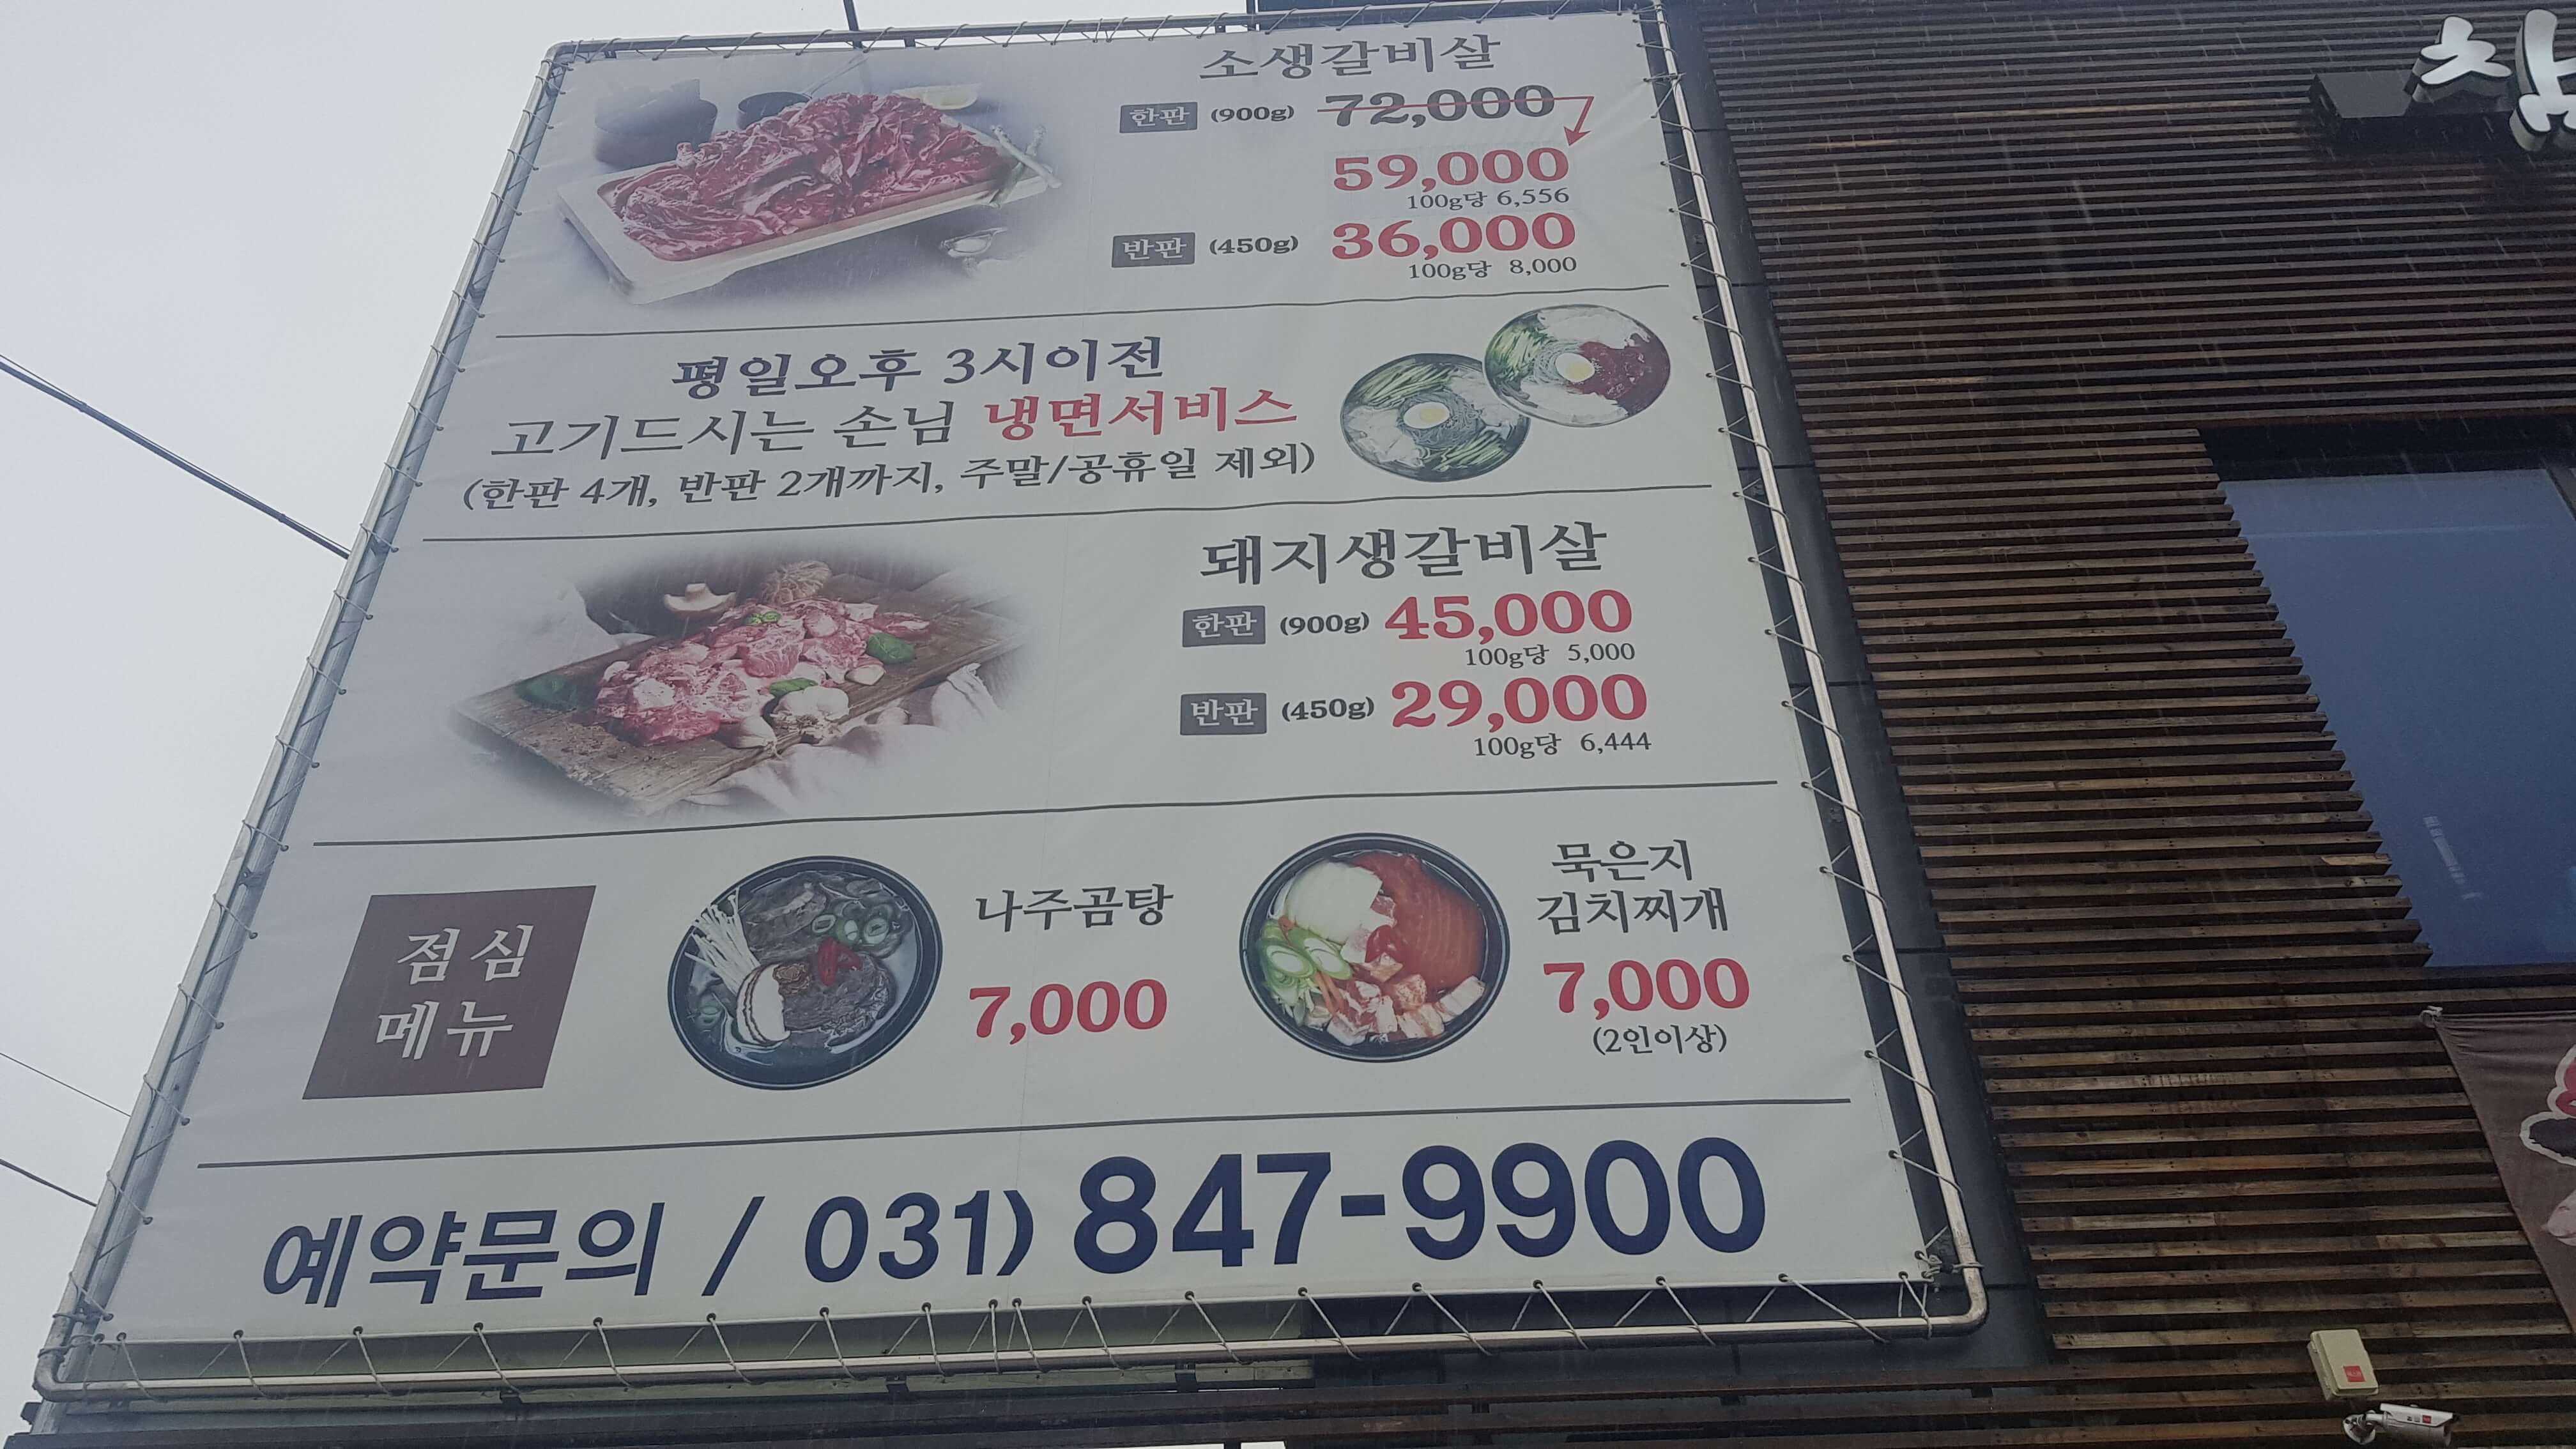 소생갈비살
한판 (900g) 72,000
59,000
100g당 6,556
반판 (450g) 36,000
100g당 8,000
평일오후 3시이전
고기드시는 손님 냉면서비스
(한판 4개, 반판 2개까지, 주말/공휴일 제외)
돼지생갈비살
한판 (900g) 45,000
100g당 5,000
반판 (450g) 29,000
100g당 6,444
점심
메뉴
나주곰탕
7,000
묵은지
김치찌개
7,000
(2인이상)
예약문의 / 031) 847-9900